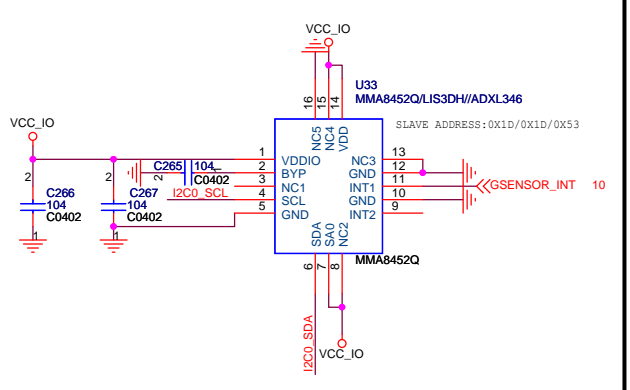 VCC_IO
U33
MMA8452Q/LIS3DH//ADXL346
SLAVE ADDRESS:0X1D/0X1D/0X53
16
15
14
NC5
NC4
VDD
VCC_IO
1
2
3
4
5
VDDIO
BYP
NC1
SCL
GND
13
12
11
10
9
NC3
GND
INT1
GND
INT2
GSENSOR_INT 10
C265
104
2
C0402
I2C0_SCL
2
C266
104
C0402
1
2
C267
104
C0402
1
SDA
SA0
NC2
6
7
8
MMA8452Q
I2C0_SDA
VCC_IO